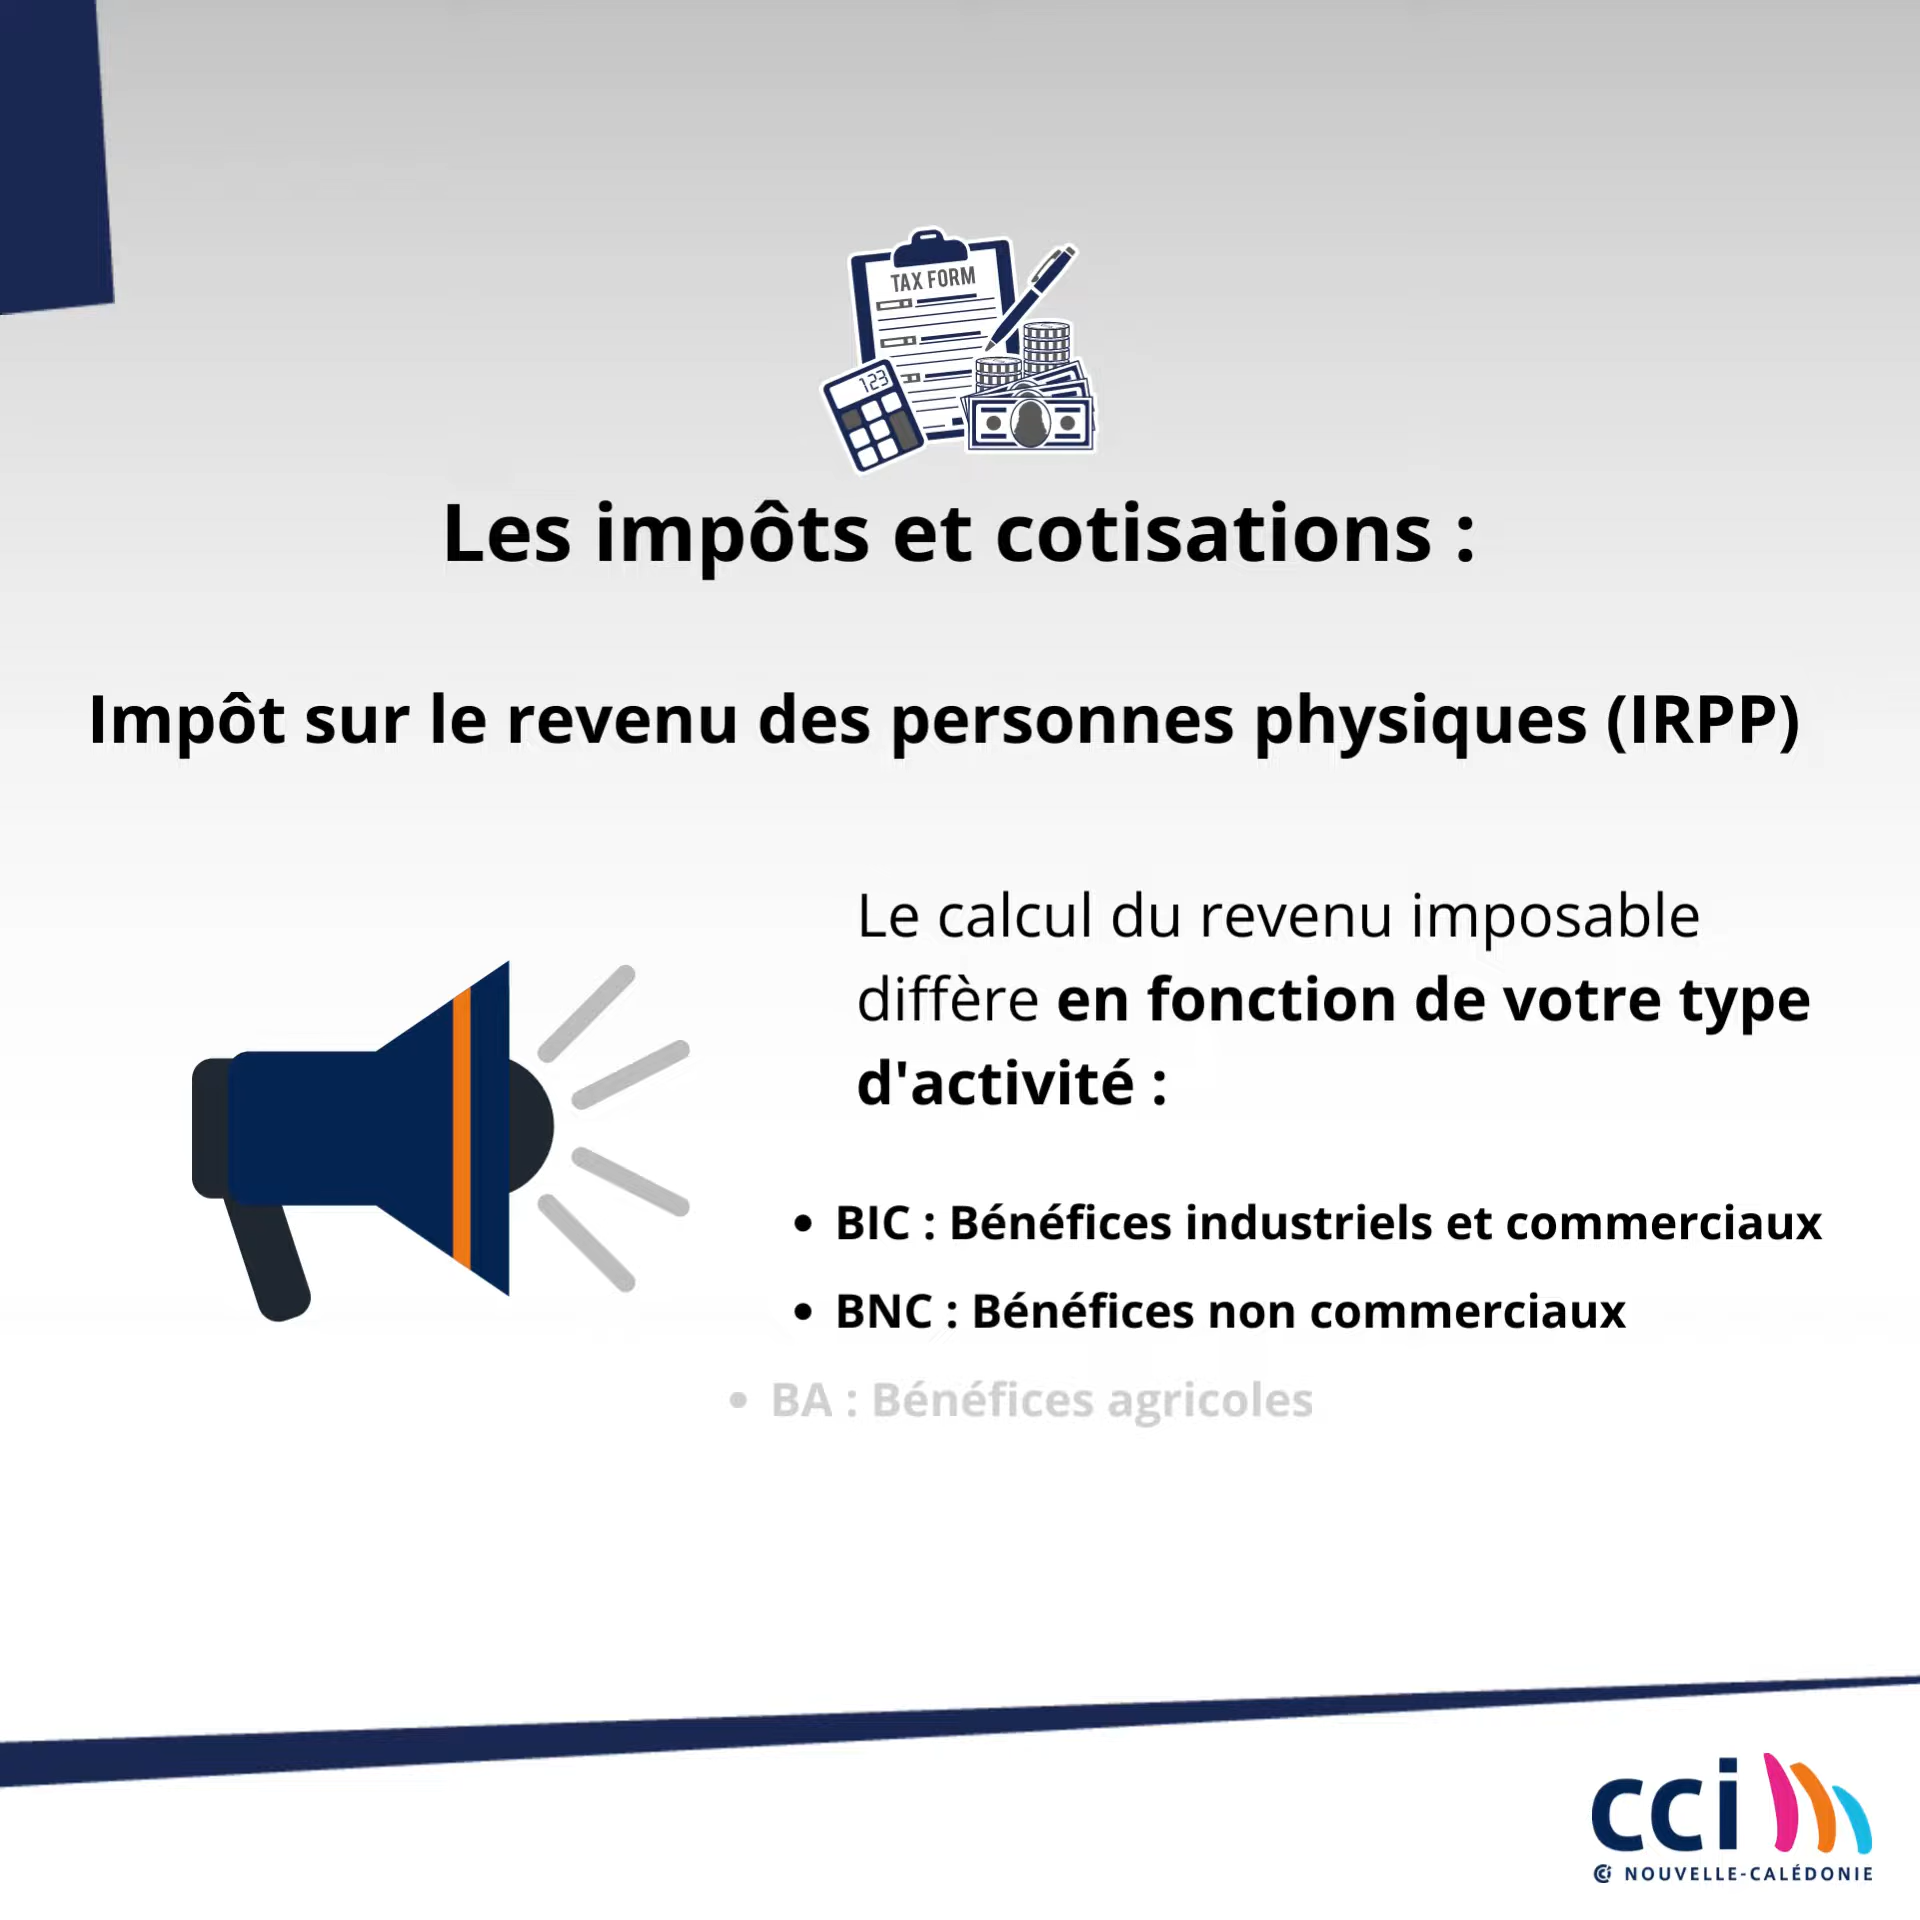 TAX FORM
123
Les impôts et cotisations :
Impôt sur le revenu des personnes physiques (IRPP)
Le calcul du revenu imposable
diffère en fonction de votre type
d'activité :
• BIC : Bénéfices industriels et commerciaux
• BNC : Bénéfices non commerciaux
• BA : Bénéfices agricoles
cci
NOUVELLE-CALÉDONIE